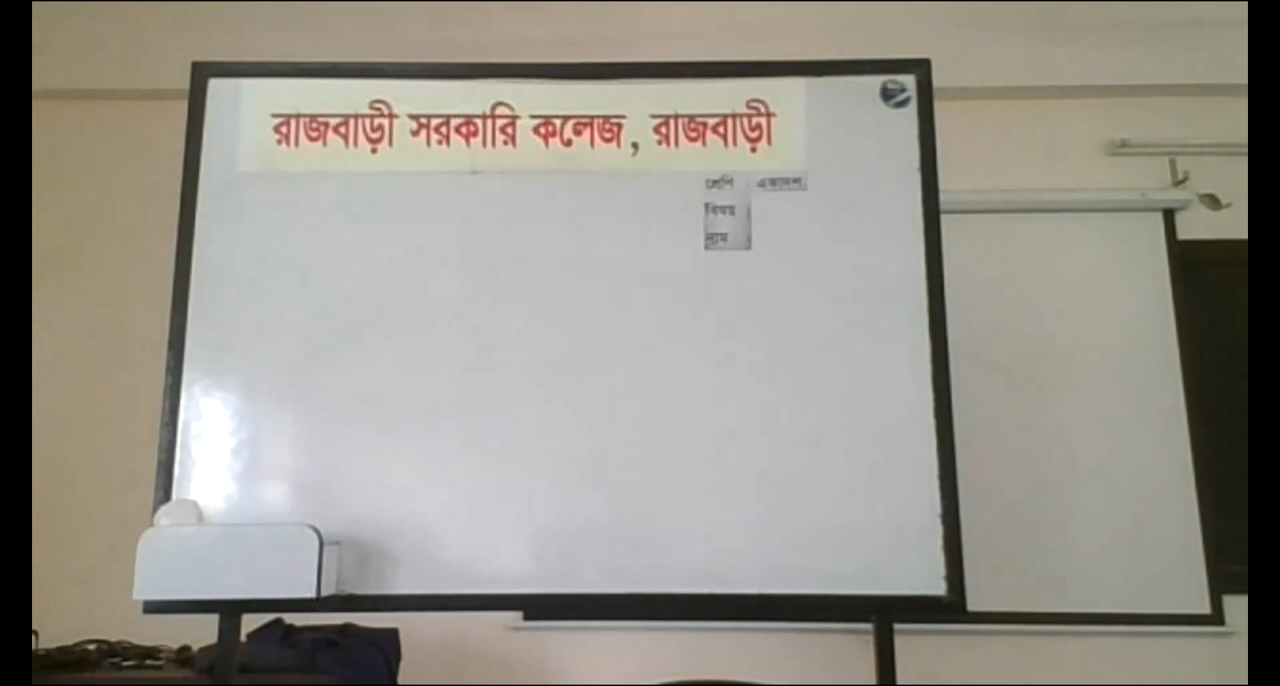 রাজবাড়ী সরকারি কলেজ, রাজবাড়ী
শ্রেণি একাদশ
বিষয়
নাম